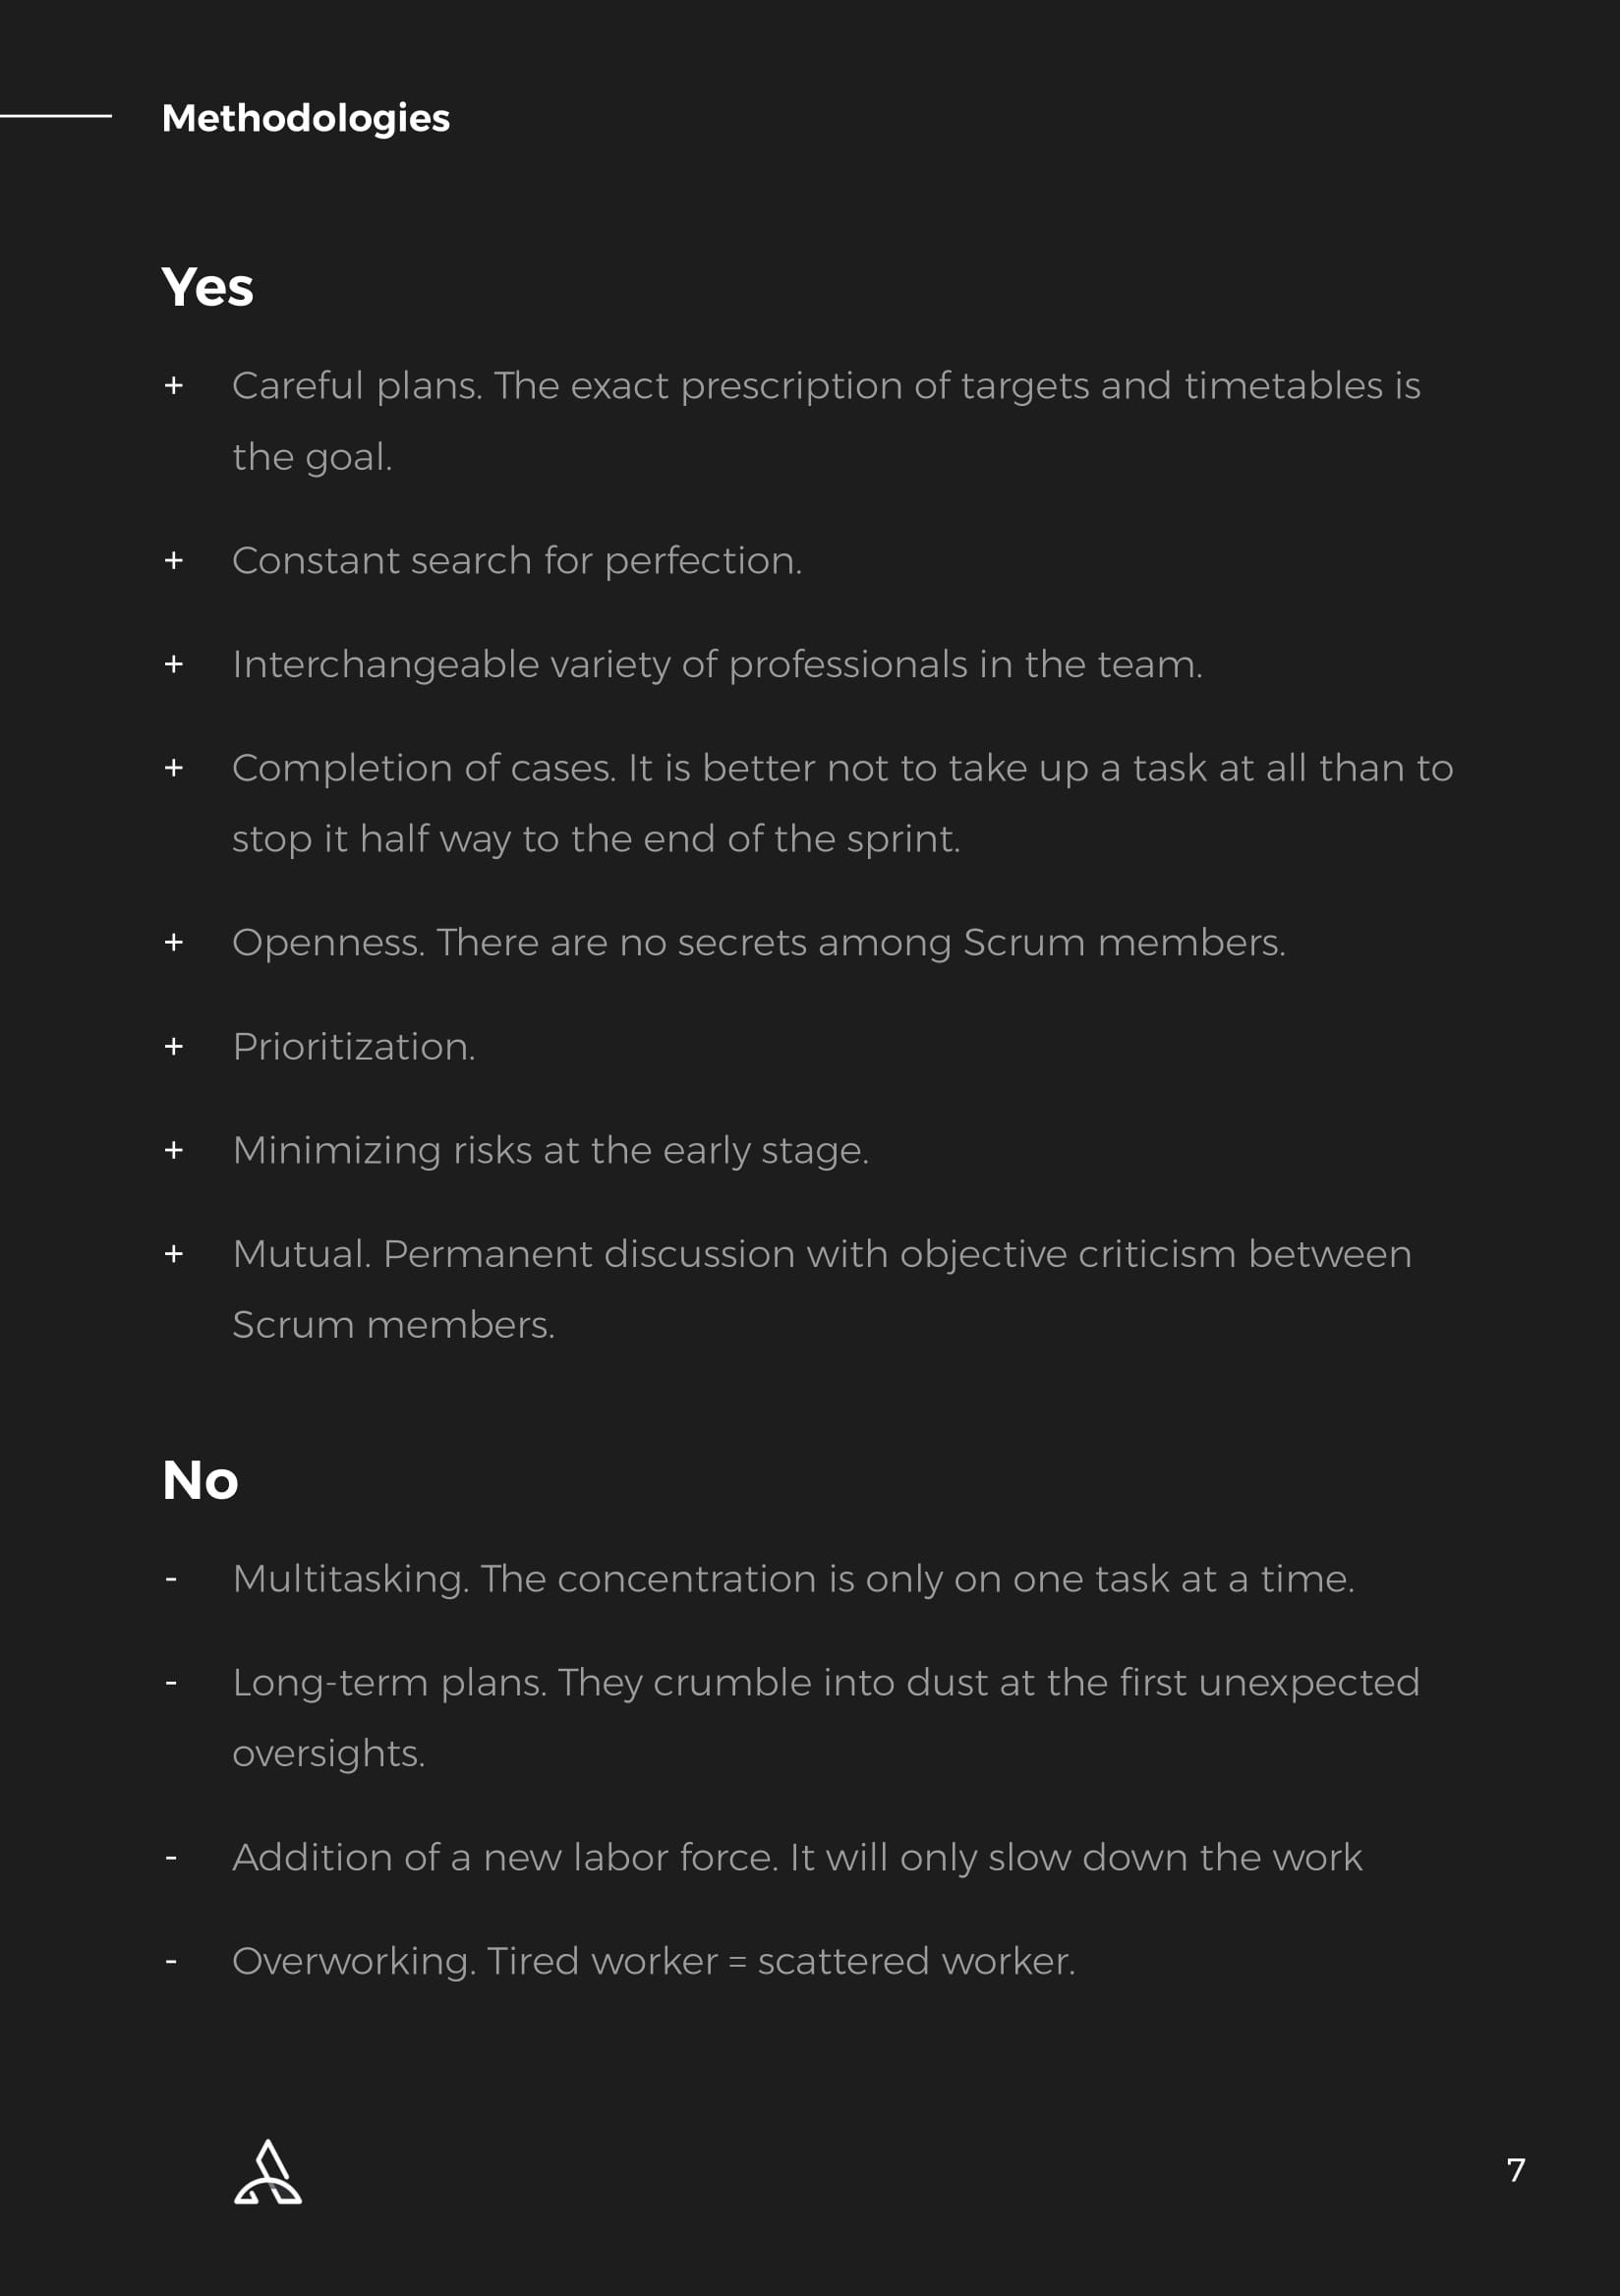 Methodologies
Yes
+ Careful plans. The exact prescription of targets and timetables is
the goal.
+ Constant search for perfection.
+ Interchangeable variety of professionals in the team.
+ Completion of cases. It is better not to take up a task at all than to
stop it half way to the end of the sprint.
+ Openness. There are no secrets among Scrum members.
+ Prioritization.
+ Minimizing risks at the early stage.
+ Mutual. Permanent discussion with objective criticism between
Scrum members.
No
- Multitasking. The concentration is only on one task at a time.
- Long-term plans. They crumble into dust at the first unexpected
oversights.
- Addition of a new labor force. It will only slow down the work
- Overworking. Tired worker = scattered worker.
7